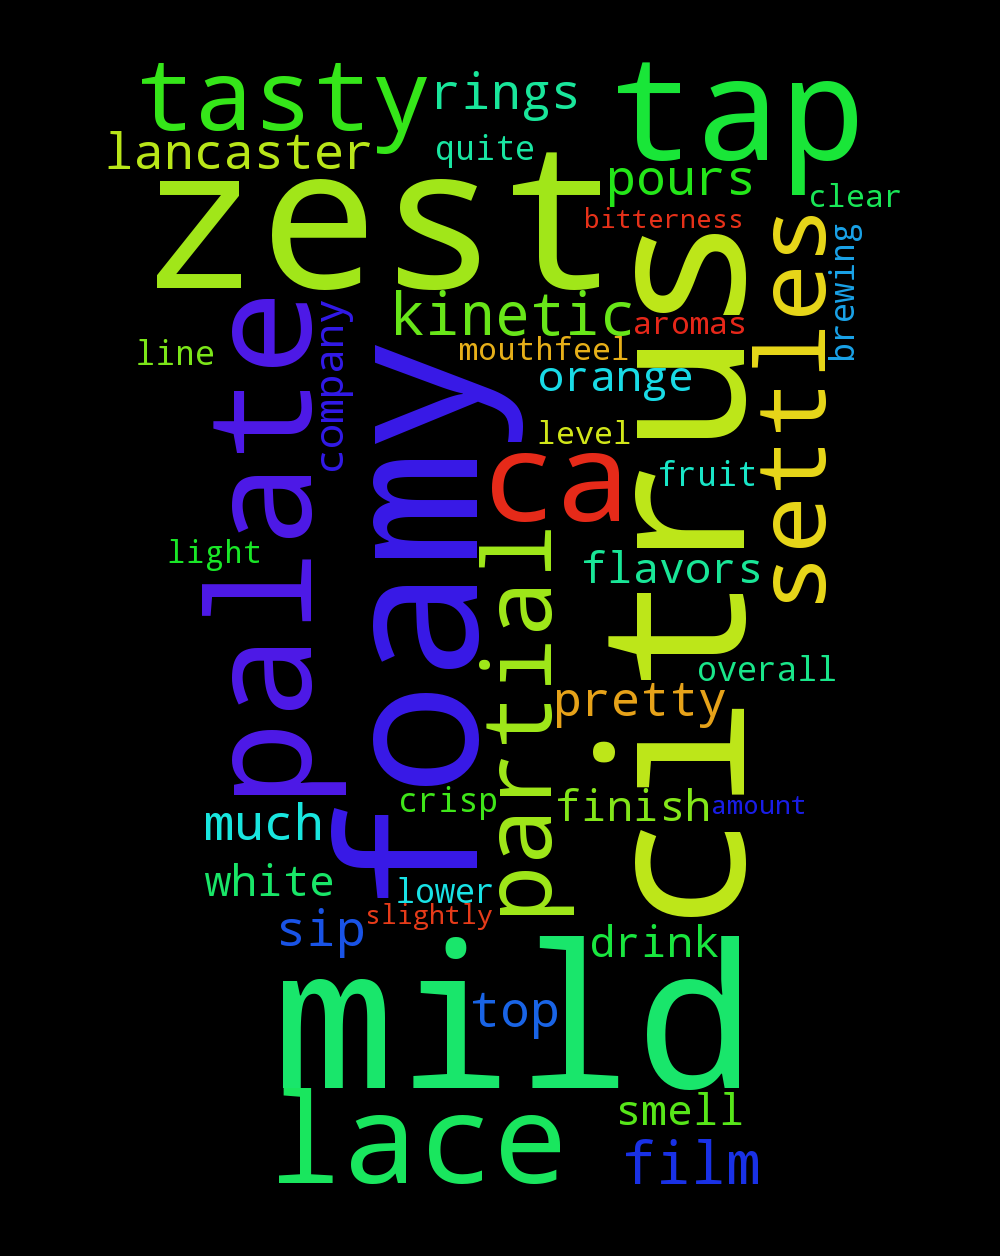 tasty
rings
tap
lancaster
quite
zest
pours
clear
bitterness
settles
brewing
citrus
kinetic
aromas
palate
company
line
mouthfeel
orange
foamy
level
ca
fruit
light
partial
flavors
overall
pretty
crisp
finish
amount
much
white
lower
slightly
sip
drink
mild
top
lace
smell
film